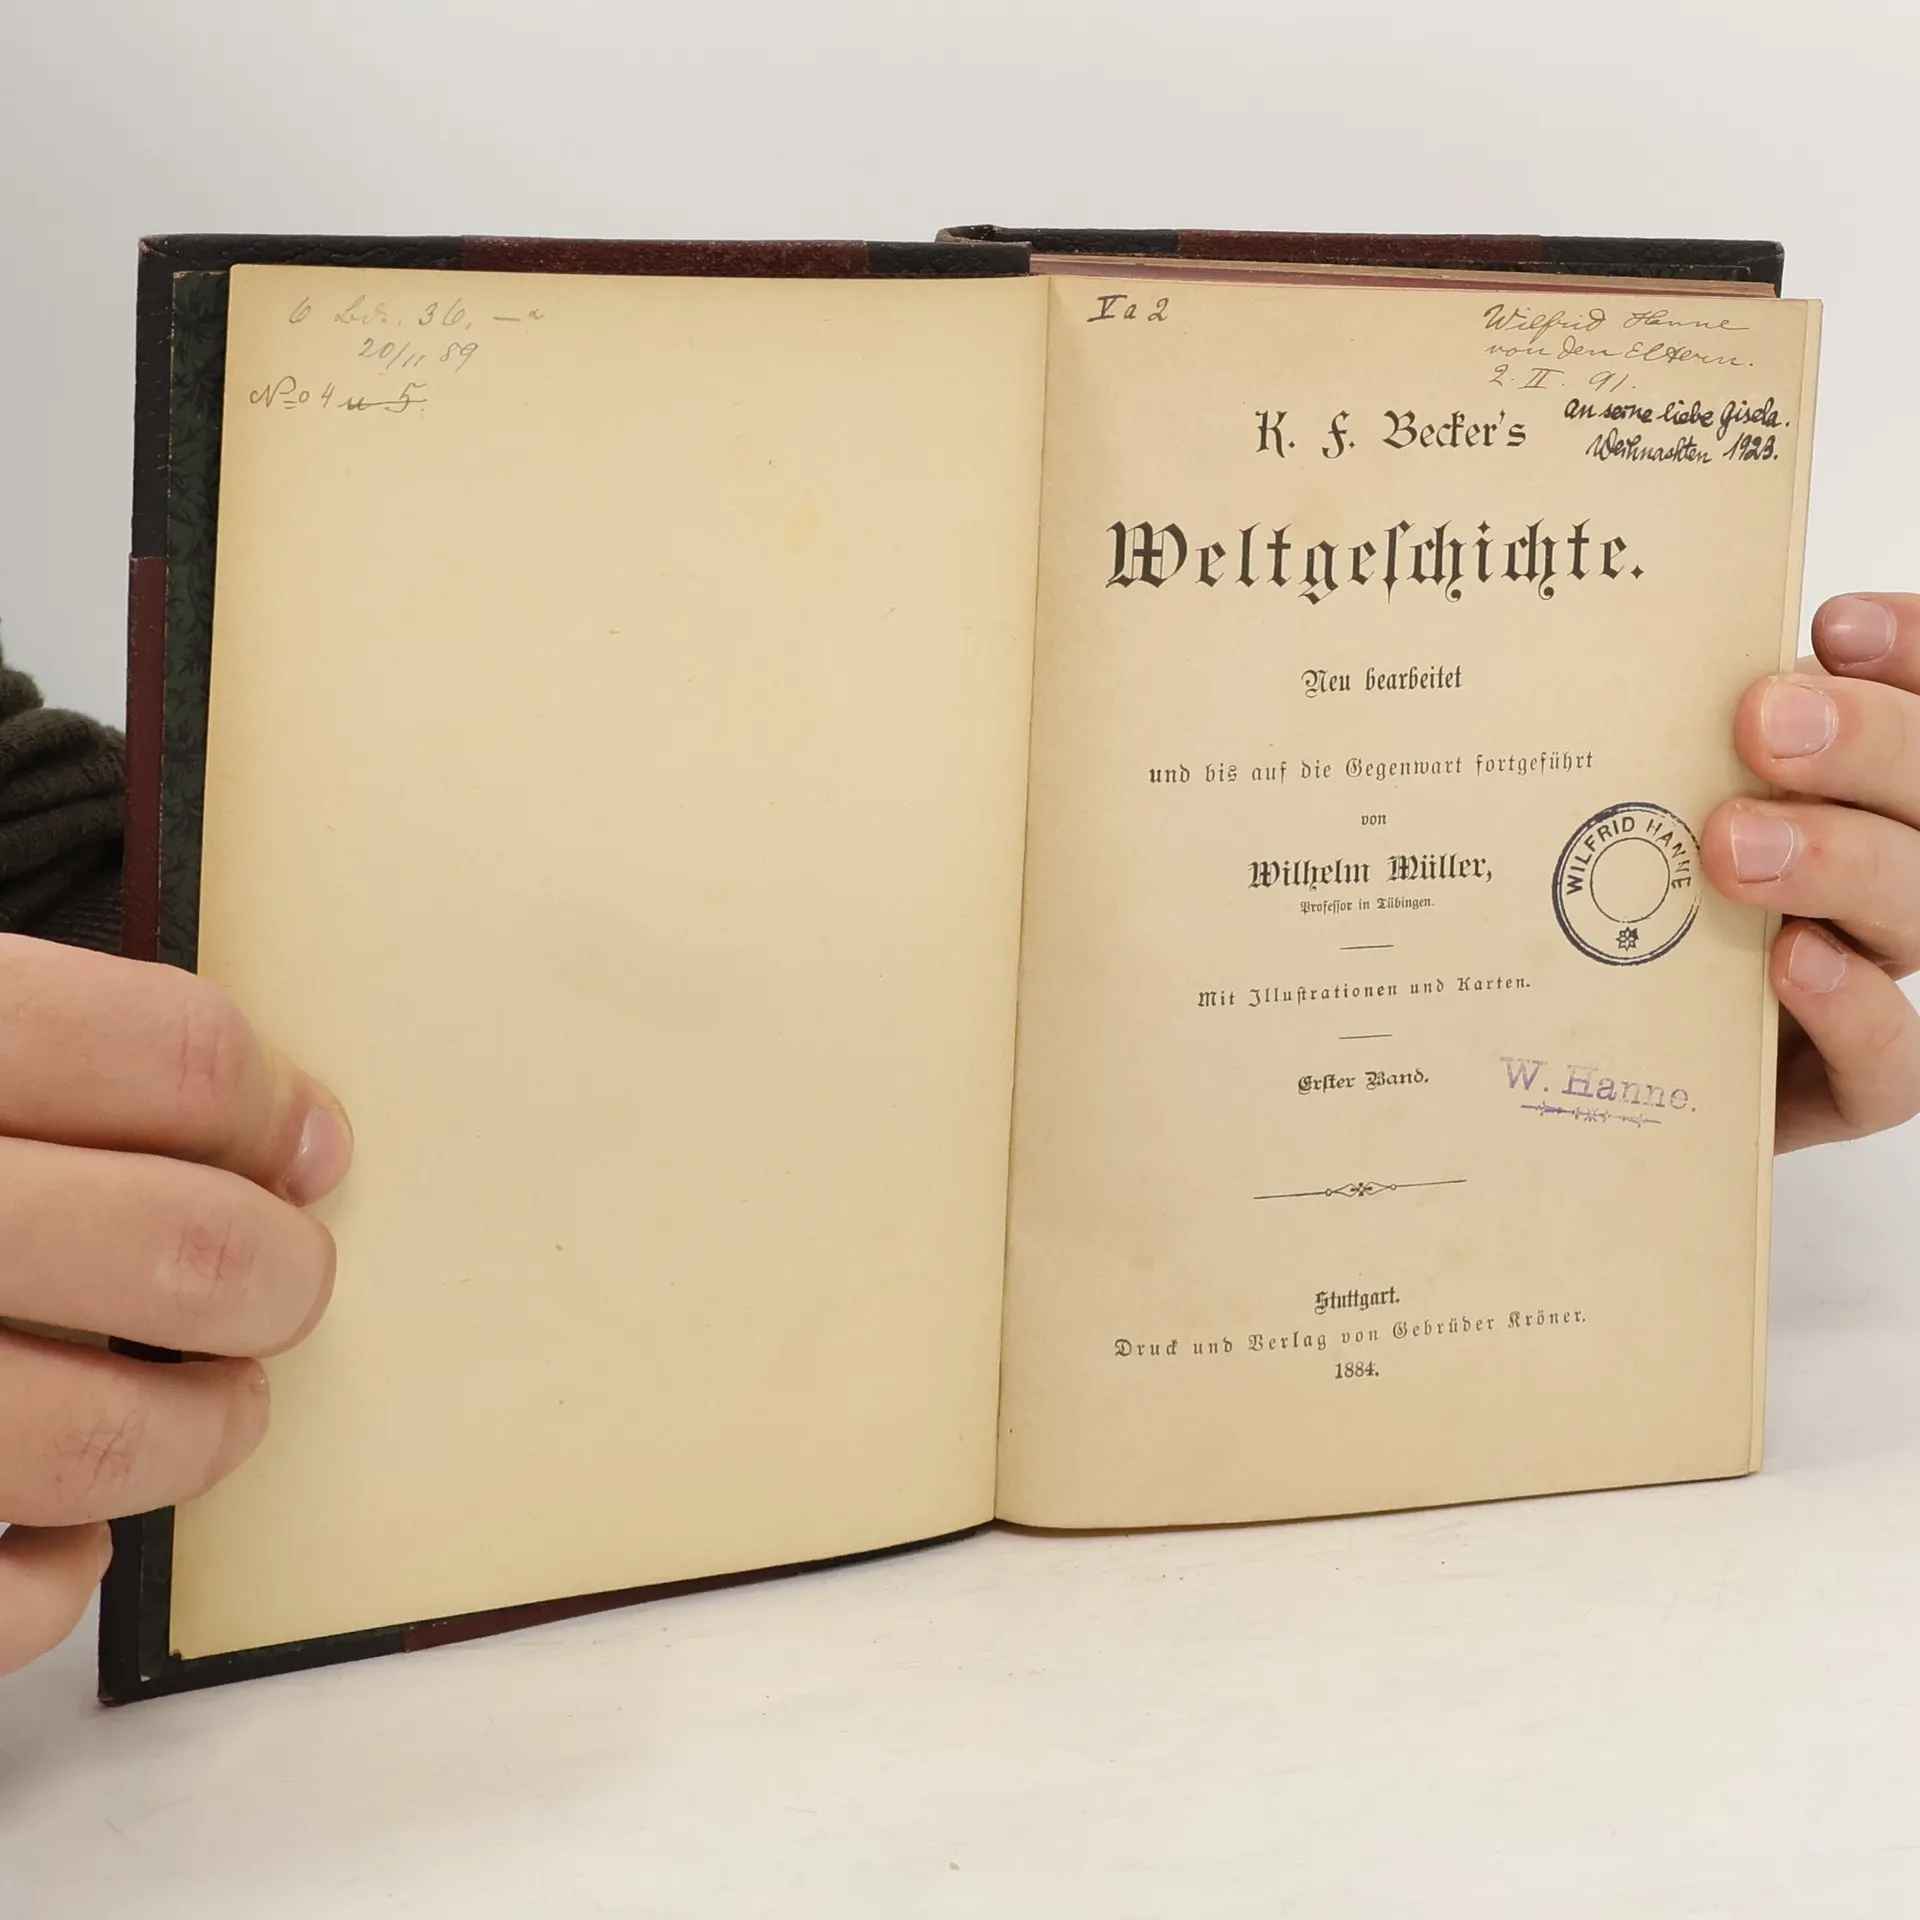 6 Bde. 36. —
20/11 89
No 4 u 5.
V a 2
Wilfrid Hanne
von den Eltern.
2. II. 91.
an seine liebe Gisela.
Weihnachten 1923.
K. F. Becker's
Weltgeſchichte.
Neu bearbeitet
und bis auf die Gegenwart fortgeführt
von
Wilhelm Müller,
Profeſſor in Tübingen.
WILFRID HANNE
Mit Illuſtrationen und Karten.
Erſter Band.
W. Hanne.
Stuttgart.
Druck und Verlag von Gebrüder Kröner.
1884.